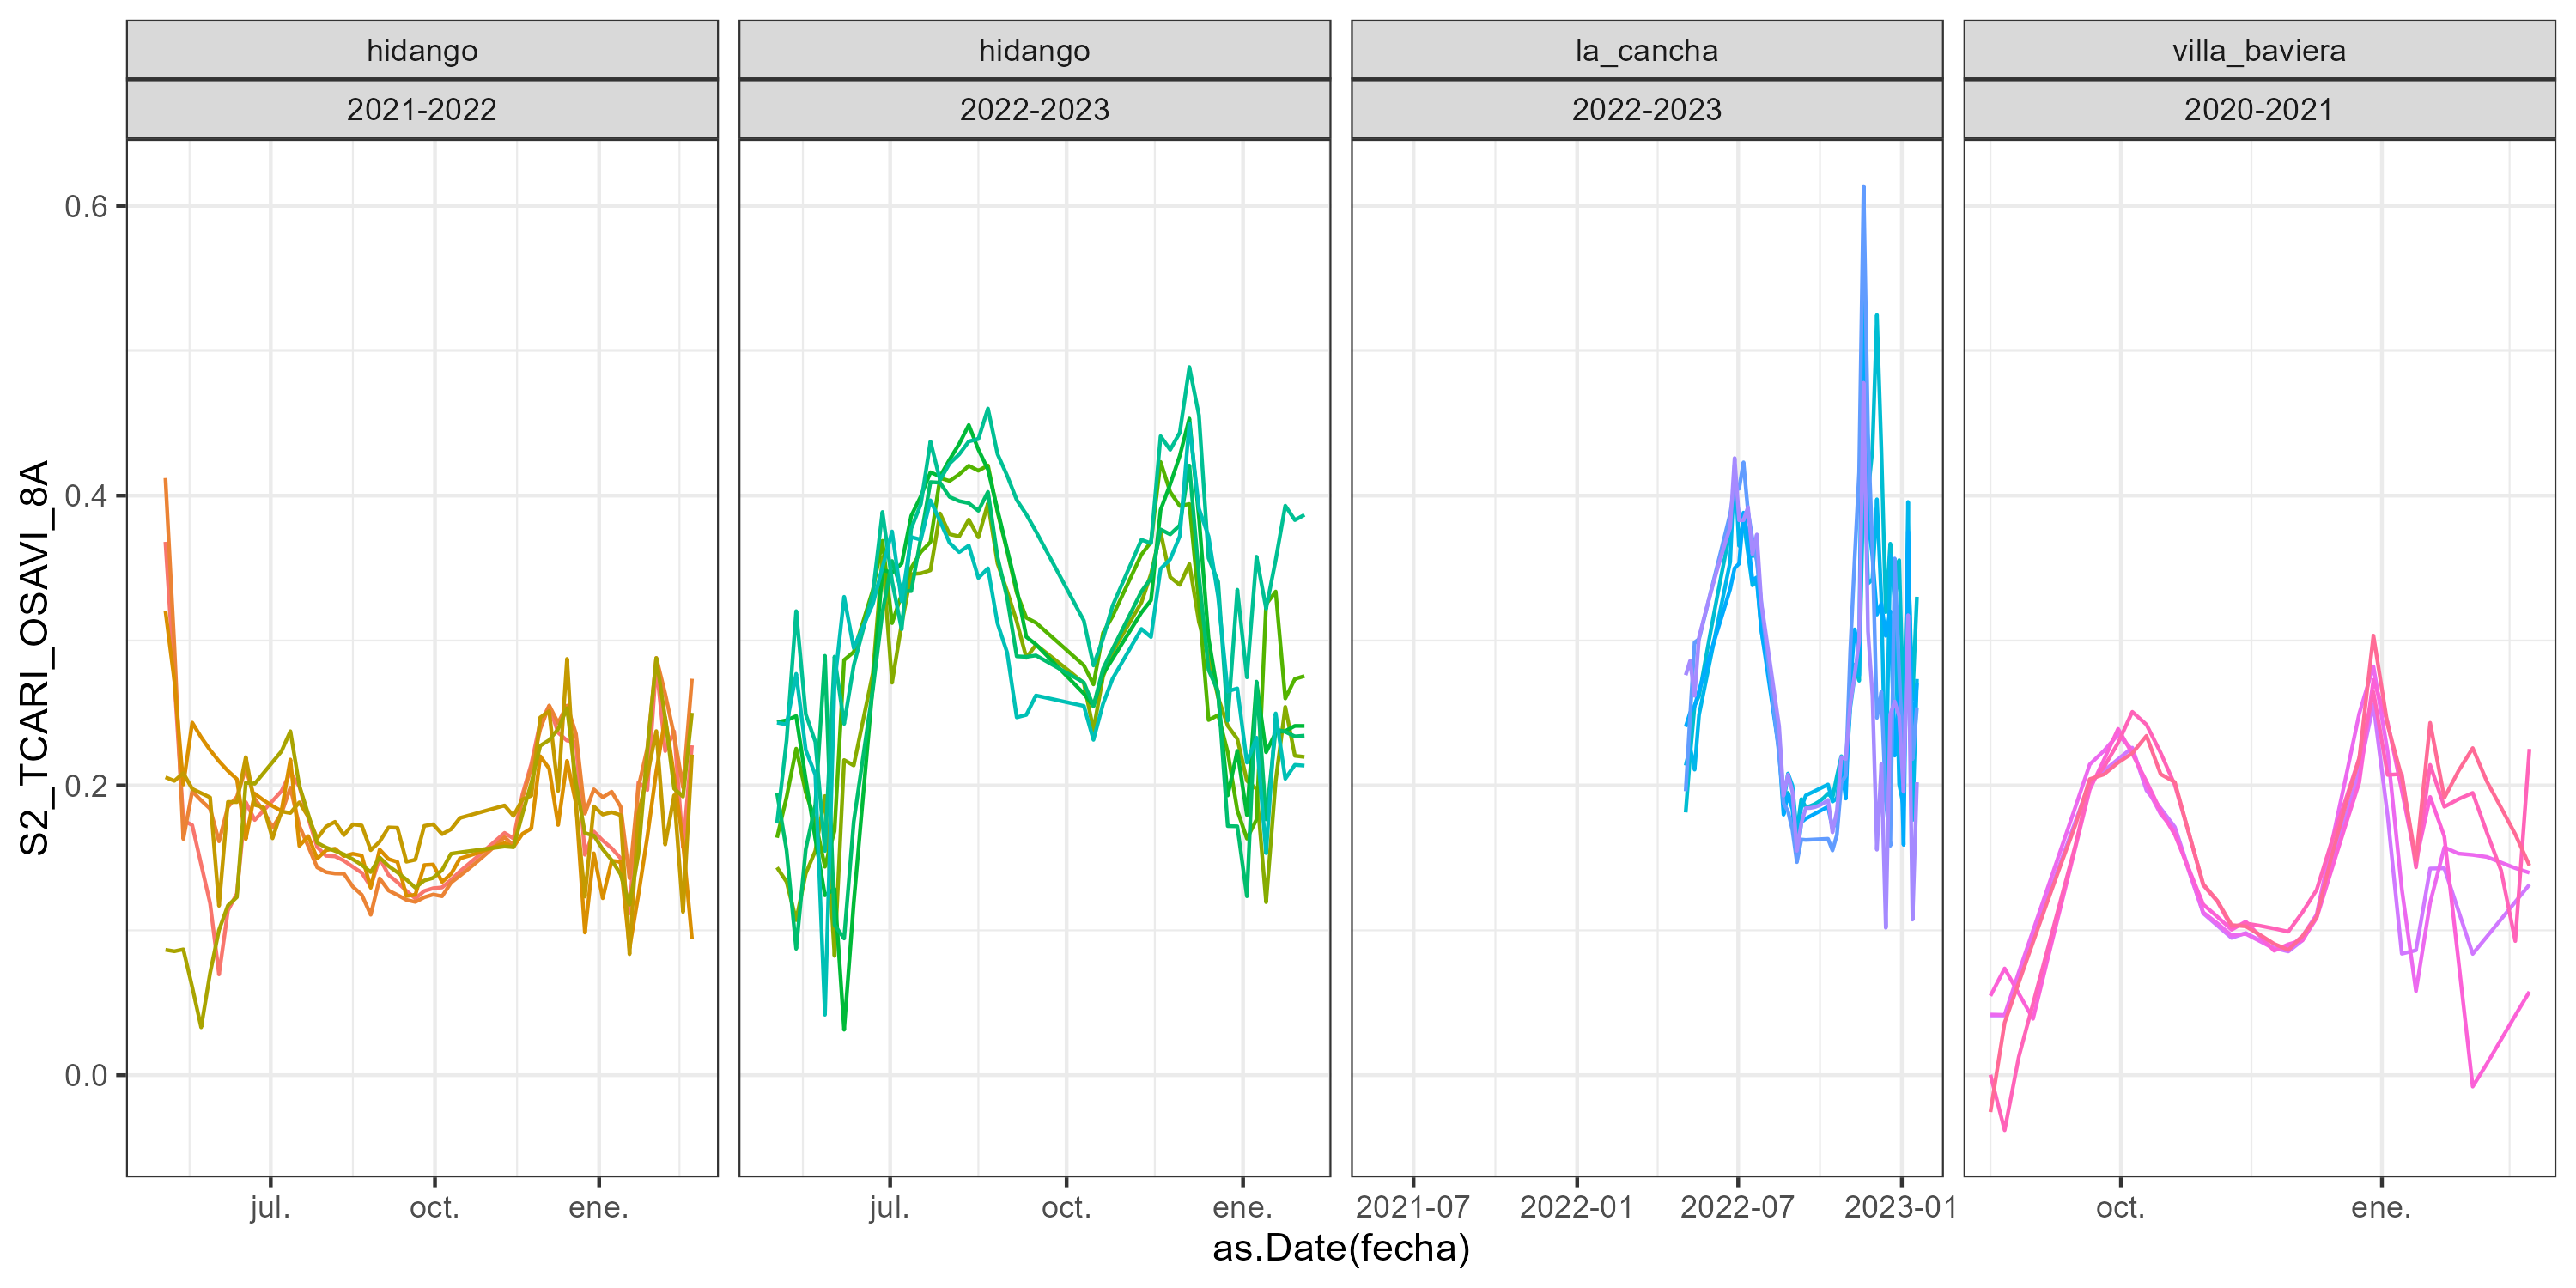 hidango hidango la_cancha villa_baviera
2021-2022 2022-2023 2022-2023 2020-2021
S2_TCARI_OSAVI_8A
0.6
0.4
0.2
0.0
jul. oct. ene. jul. oct. ene. 2021-07 2022-01 2022-07 2023-01 oct. ene.
as.Date(fecha)